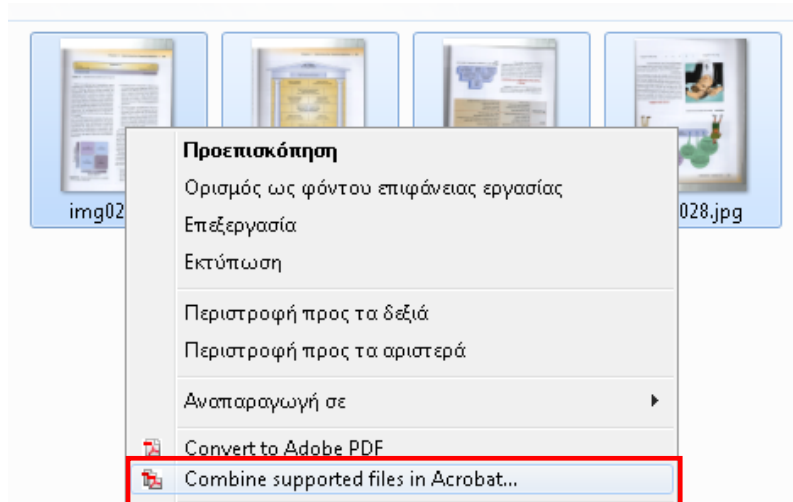 img02
028.jpg
Προεπισκόπηση
Ορισμός ως φόντου επιφάνειας εργασίας
Επεξεργασία
Εκτύπωση
Περιστροφή προς τα δεξιά
Περιστροφή προς τα αριστερά
Αναπαραγωγή σε
Convert to Adobe PDF
Combine supported files in Acrobat...